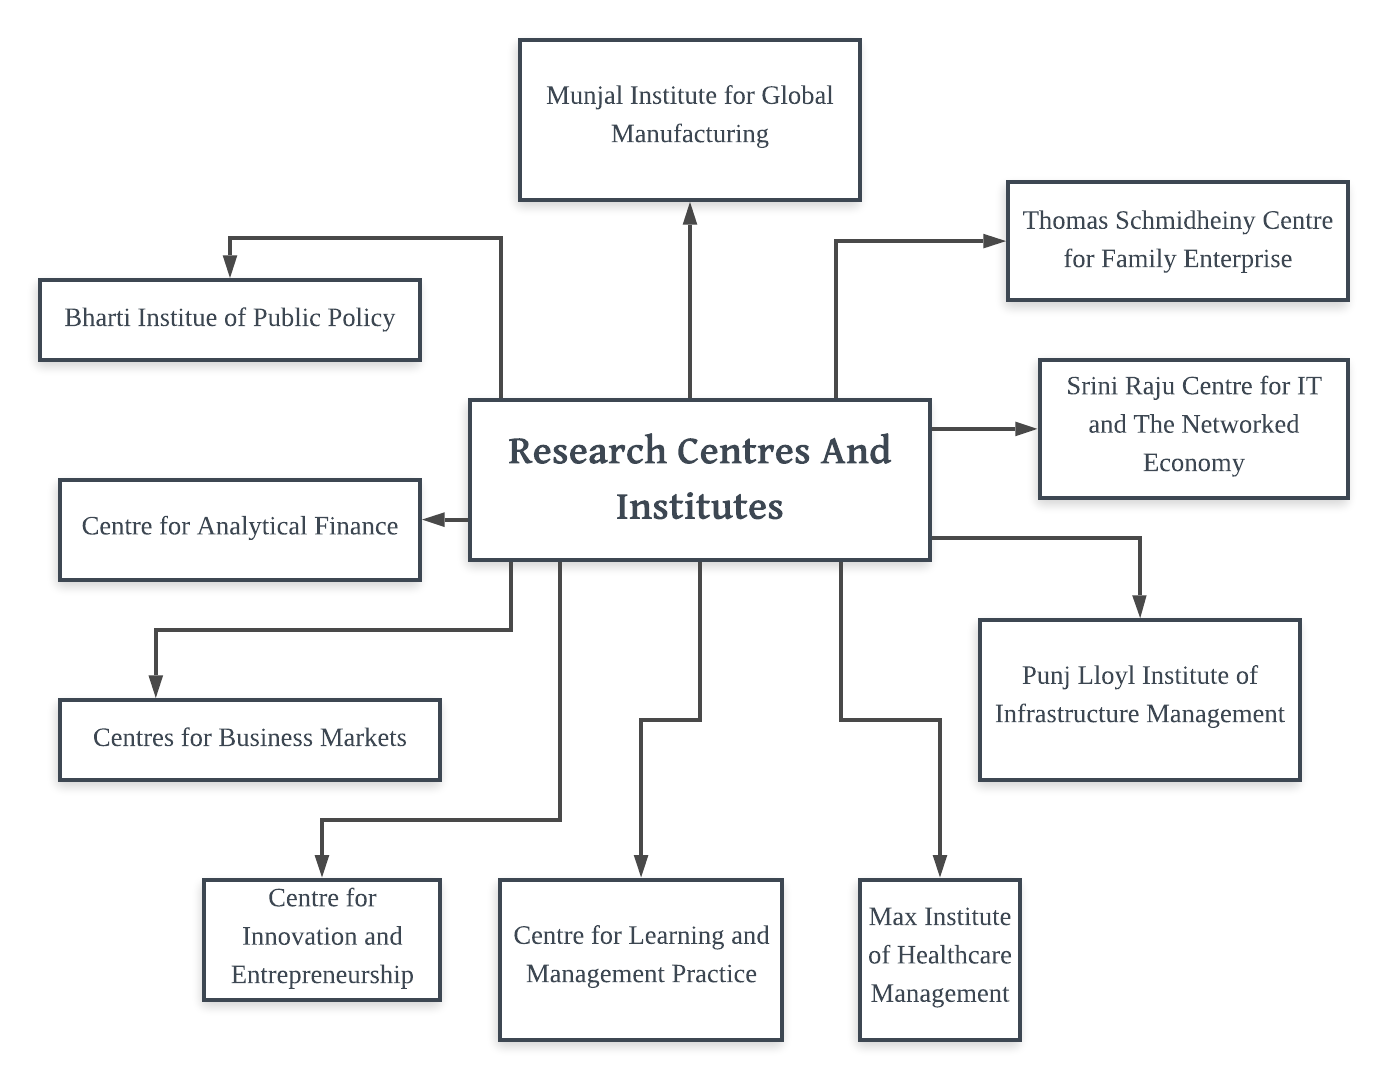 Munjal Institute for Global
Manufacturing
Thomas Schmidheiny Centre
for Family Enterprise
Bharti Institue of Public Policy
Srini Raju Centre for IT
and The Networked
Economy
Research Centres And
Institutes
Centre for Analytical Finance
Punj Lloyl Institute of
Infrastructure Management
Centres for Business Markets
Centre for
Innovation and
Entrepreneurship
Centre for Learning and
Management Practice
Max Institute
of Healthcare
Management